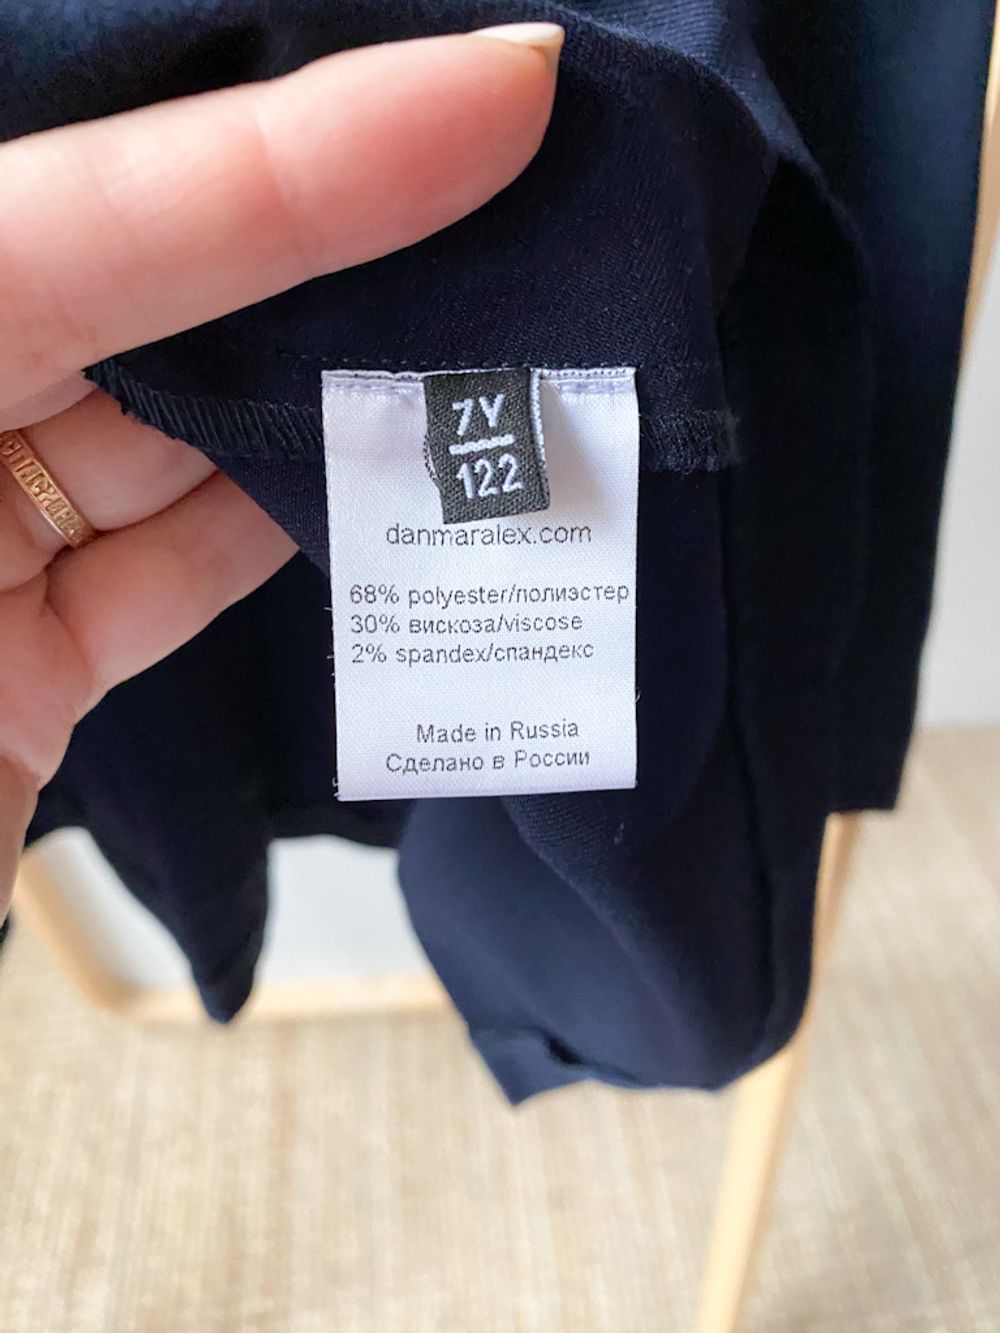 7Y
122
danmaralex.com
68% polyester/полиэстер
30% вискоза/viscose
2% spandex/спандекс
Made in Russia
Сделано в России